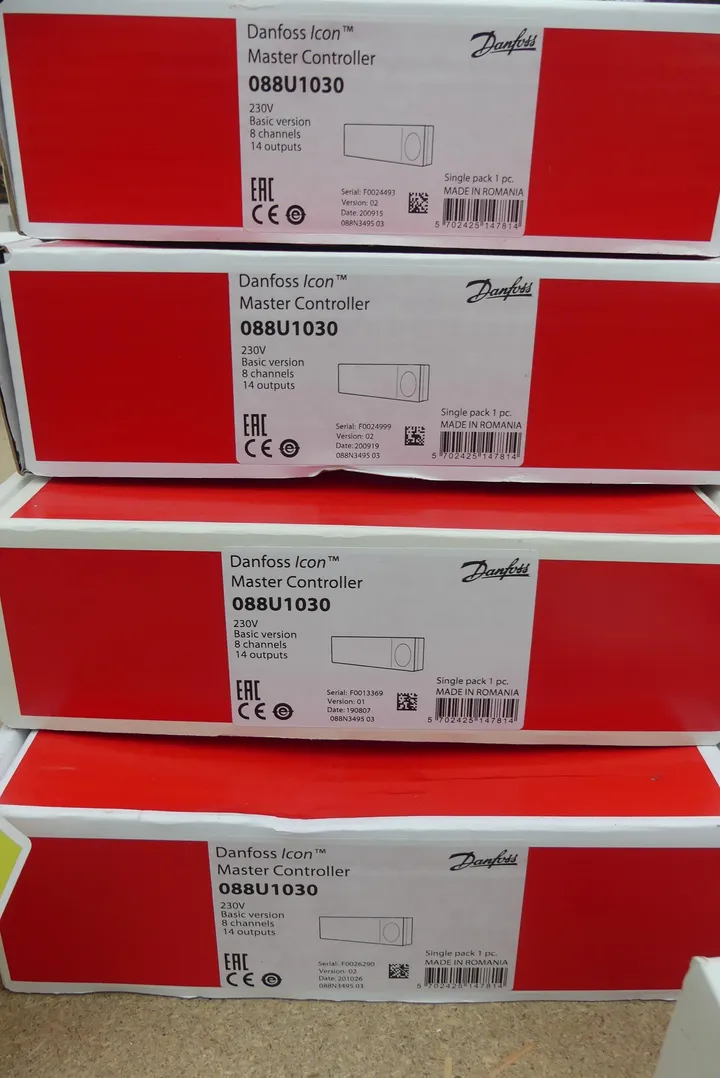 Danfoss Icon™
Danfoss
Master Controller
088U1030
230V
Basic version
8 channels
14 outputs
Single pack 1 pc.
MADE IN ROMANIA
EAC
CE e
Serial: F0024493
Version: 02
Date: 200915
088N3495 03
5 702425 147814
Danfoss Icon™
Danfoss
Master Controller
088U1030
230V
Basic version
8 channels
14 outputs
Single pack 1 pc.
MADE IN ROMANIA
EAC
CE e
Serial: F0024999
Version: 02
Date: 200919
088N3495 03
5 702425 147814
Danfoss Icon™
Danfoss
Master Controller
088U1030
230V
Basic version
8 channels
14 outputs
Single pack 1 pc.
MADE IN ROMANIA
EAC
CE e
Serial: F0013369
Version: 01
Date: 190807
088N3495 03
5 702425 147814
Danfoss Icon™
Danfoss
Master Controller
088U1030
230V
Basic version
8 channels
14 outputs
Single pack 1 pc.
MADE IN ROMANIA
EAC
CE e
Serial: F0026290
Version: 02
Date: 201026
088N3495 03
5 702425 147814